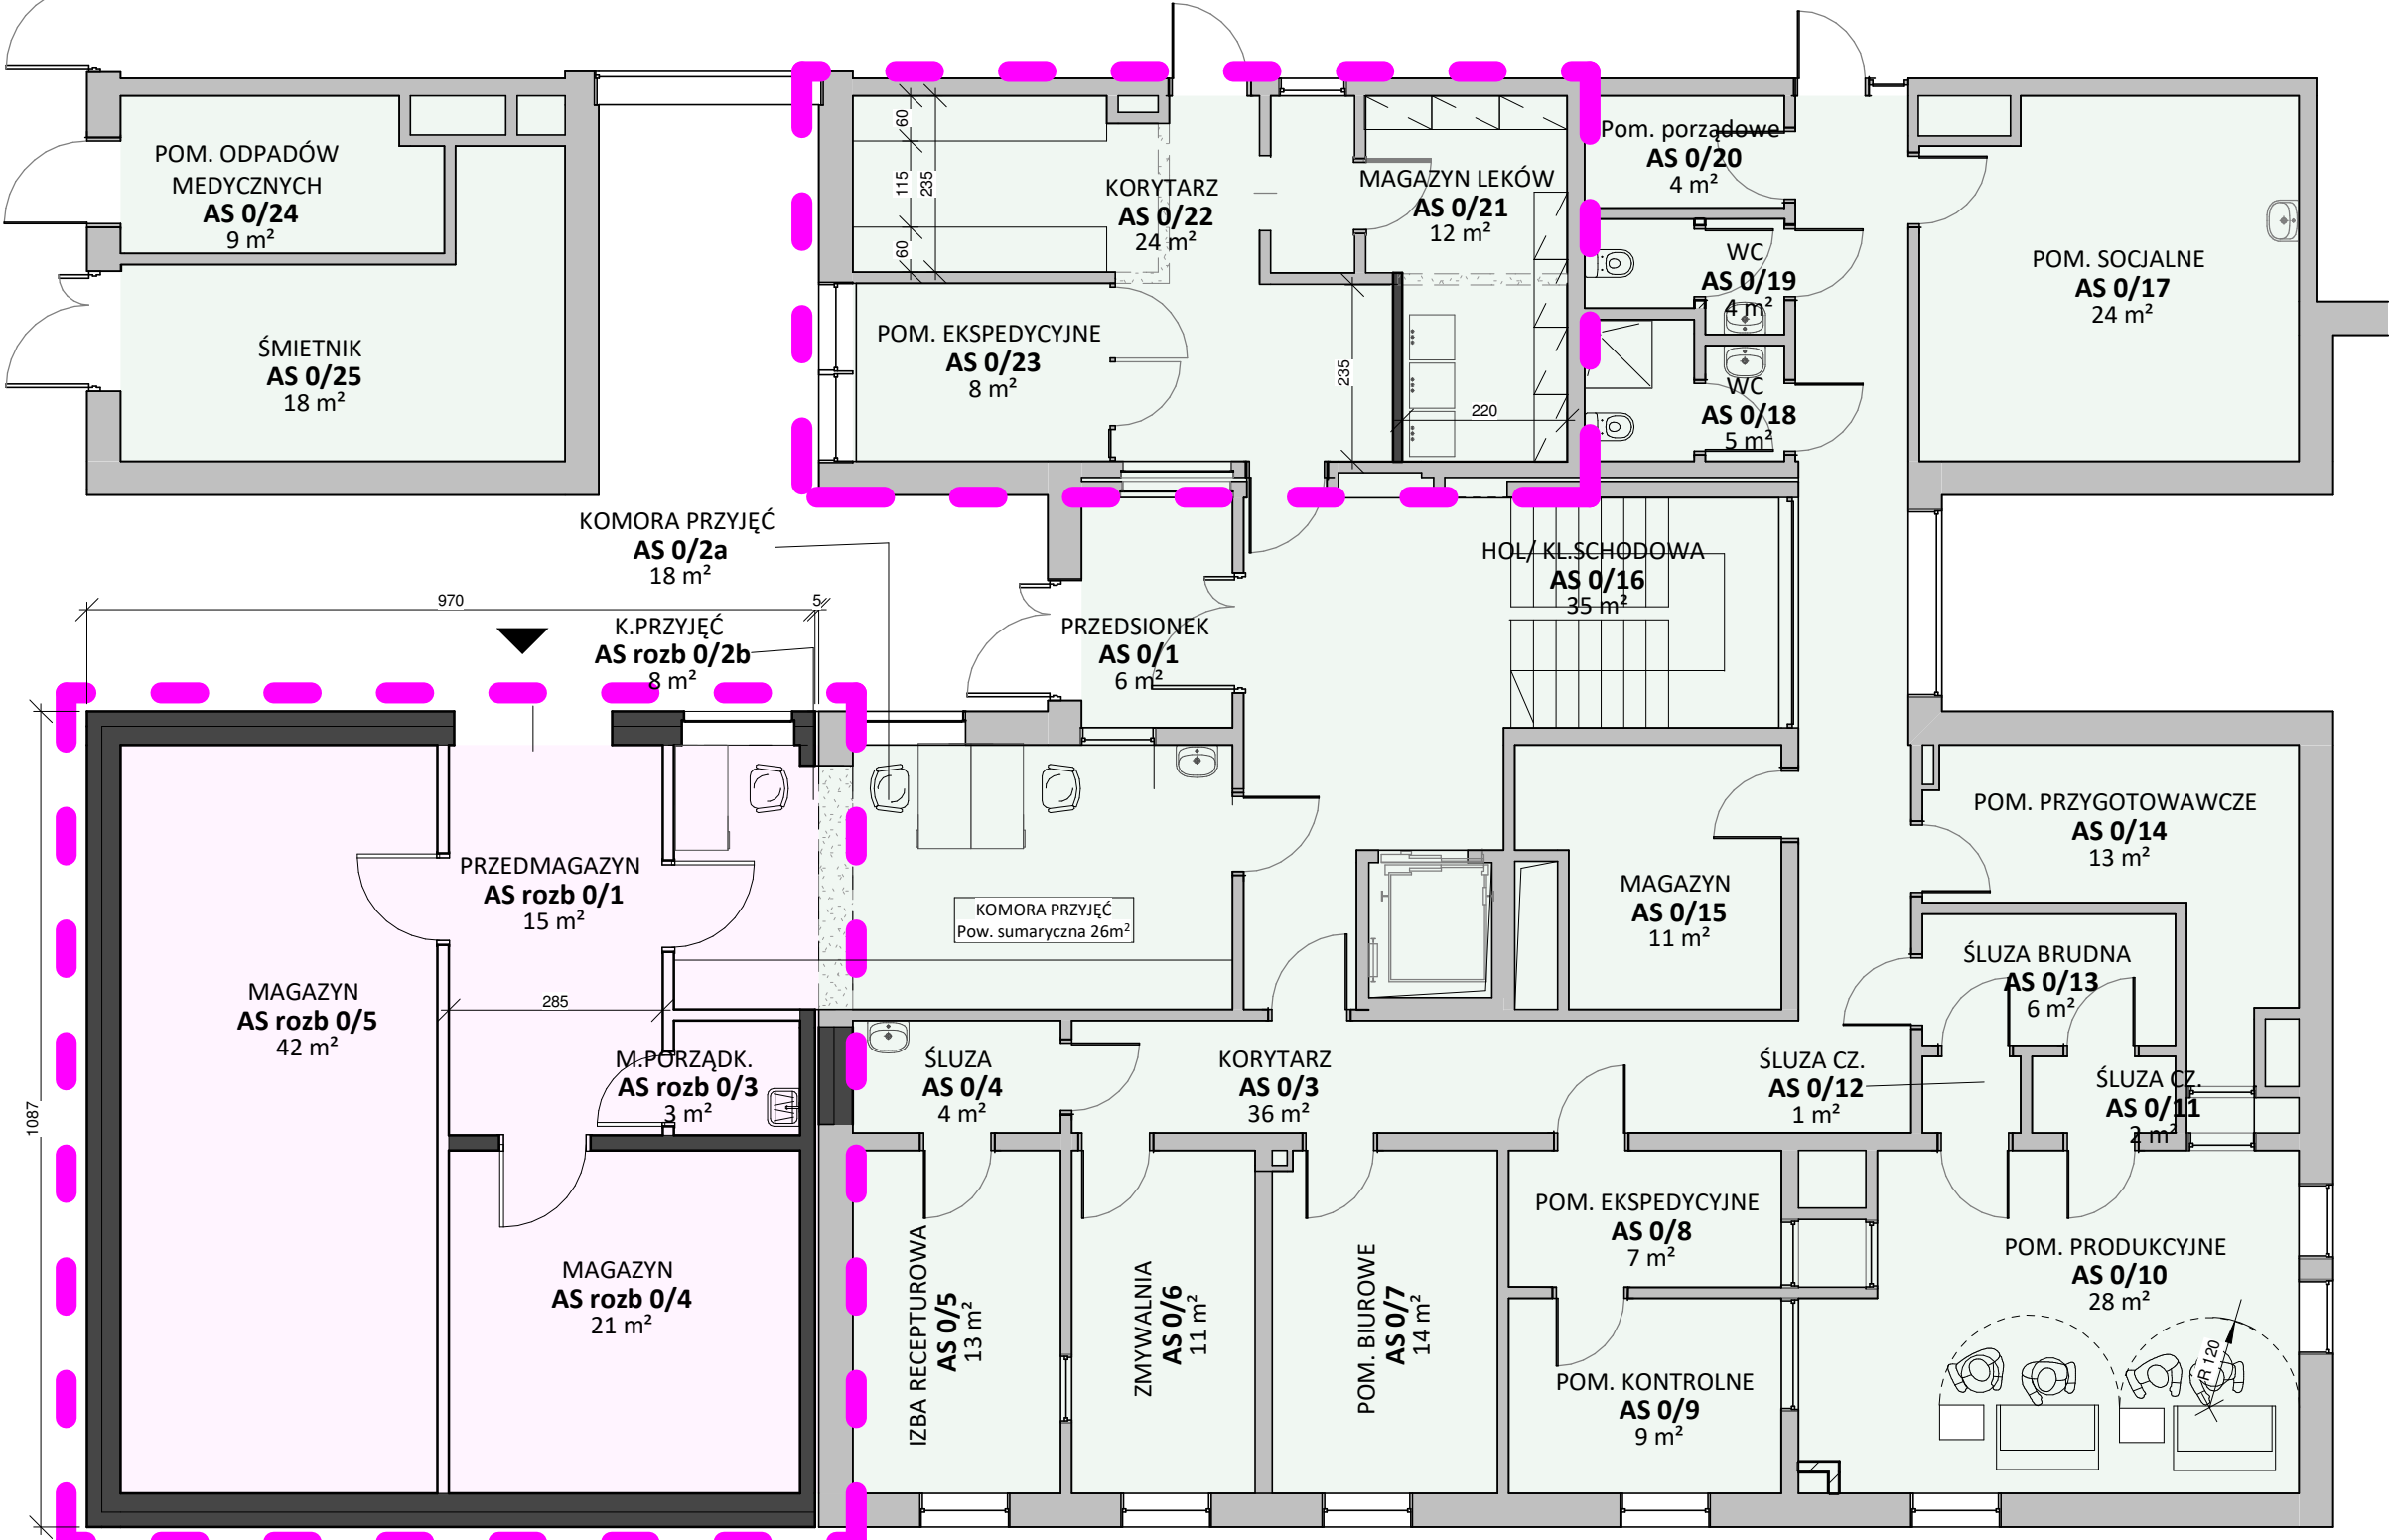 POM. ODPADÓW
MEDYCZNYCH
AS 0/24
9 m²
ŚMIETNIK
AS 0/25
18 m²
60
115
60
235
KORYTARZ
AS 0/22
24 m²
MAGAZYN LEKÓW
AS 0/21
12 m²
Pom. porządowe
AS 0/20
4 m²
WC
AS 0/19
4 m²
WC
AS 0/18
5 m²
POM. SOCJALNE
AS 0/17
24 m²
POM. EKSPEDYCYJNE
AS 0/23
8 m²
235
220
KOMORA PRZYJĘĆ
AS 0/2a
18 m²
970
5
K.PRZYJĘĆ
AS rozb 0/2b
8 m²
PRZEDSIONEK
AS 0/1
6 m²
HOL/ KL.SCHODOWA
AS 0/16
35 m²
PRZEDMAGAZYN
AS rozb 0/1
15 m²
KOMORA PRZYJĘĆ
Pow. sumaryczna 26m²
MAGAZYN
AS 0/15
11 m²
POM. PRZYGOTOWAWCZE
AS 0/14
13 m²
ŚLUZA BRUDNA
AS 0/13
6 m²
MAGAZYN
AS rozb 0/5
42 m²
285
M.PORZĄDK.
AS rozb 0/3
3 m²
ŚLUZA
AS 0/4
4 m²
KORYTARZ
AS 0/3
36 m²
ŚLUZA CZ.
AS 0/12
1 m²
ŚLUZA CZ.
AS 0/11
2 m²
1087
MAGAZYN
AS rozb 0/4
21 m²
IZBA RECEPTUROWA
AS 0/5
13 m²
ZMYWALNIA
AS 0/6
11 m²
POM. BIUROWE
AS 0/7
14 m²
POM. EKSPEDYCYJNE
AS 0/8
7 m²
POM. KONTROLNE
AS 0/9
9 m²
POM. PRODUKCYJNE
AS 0/10
28 m²
R 120